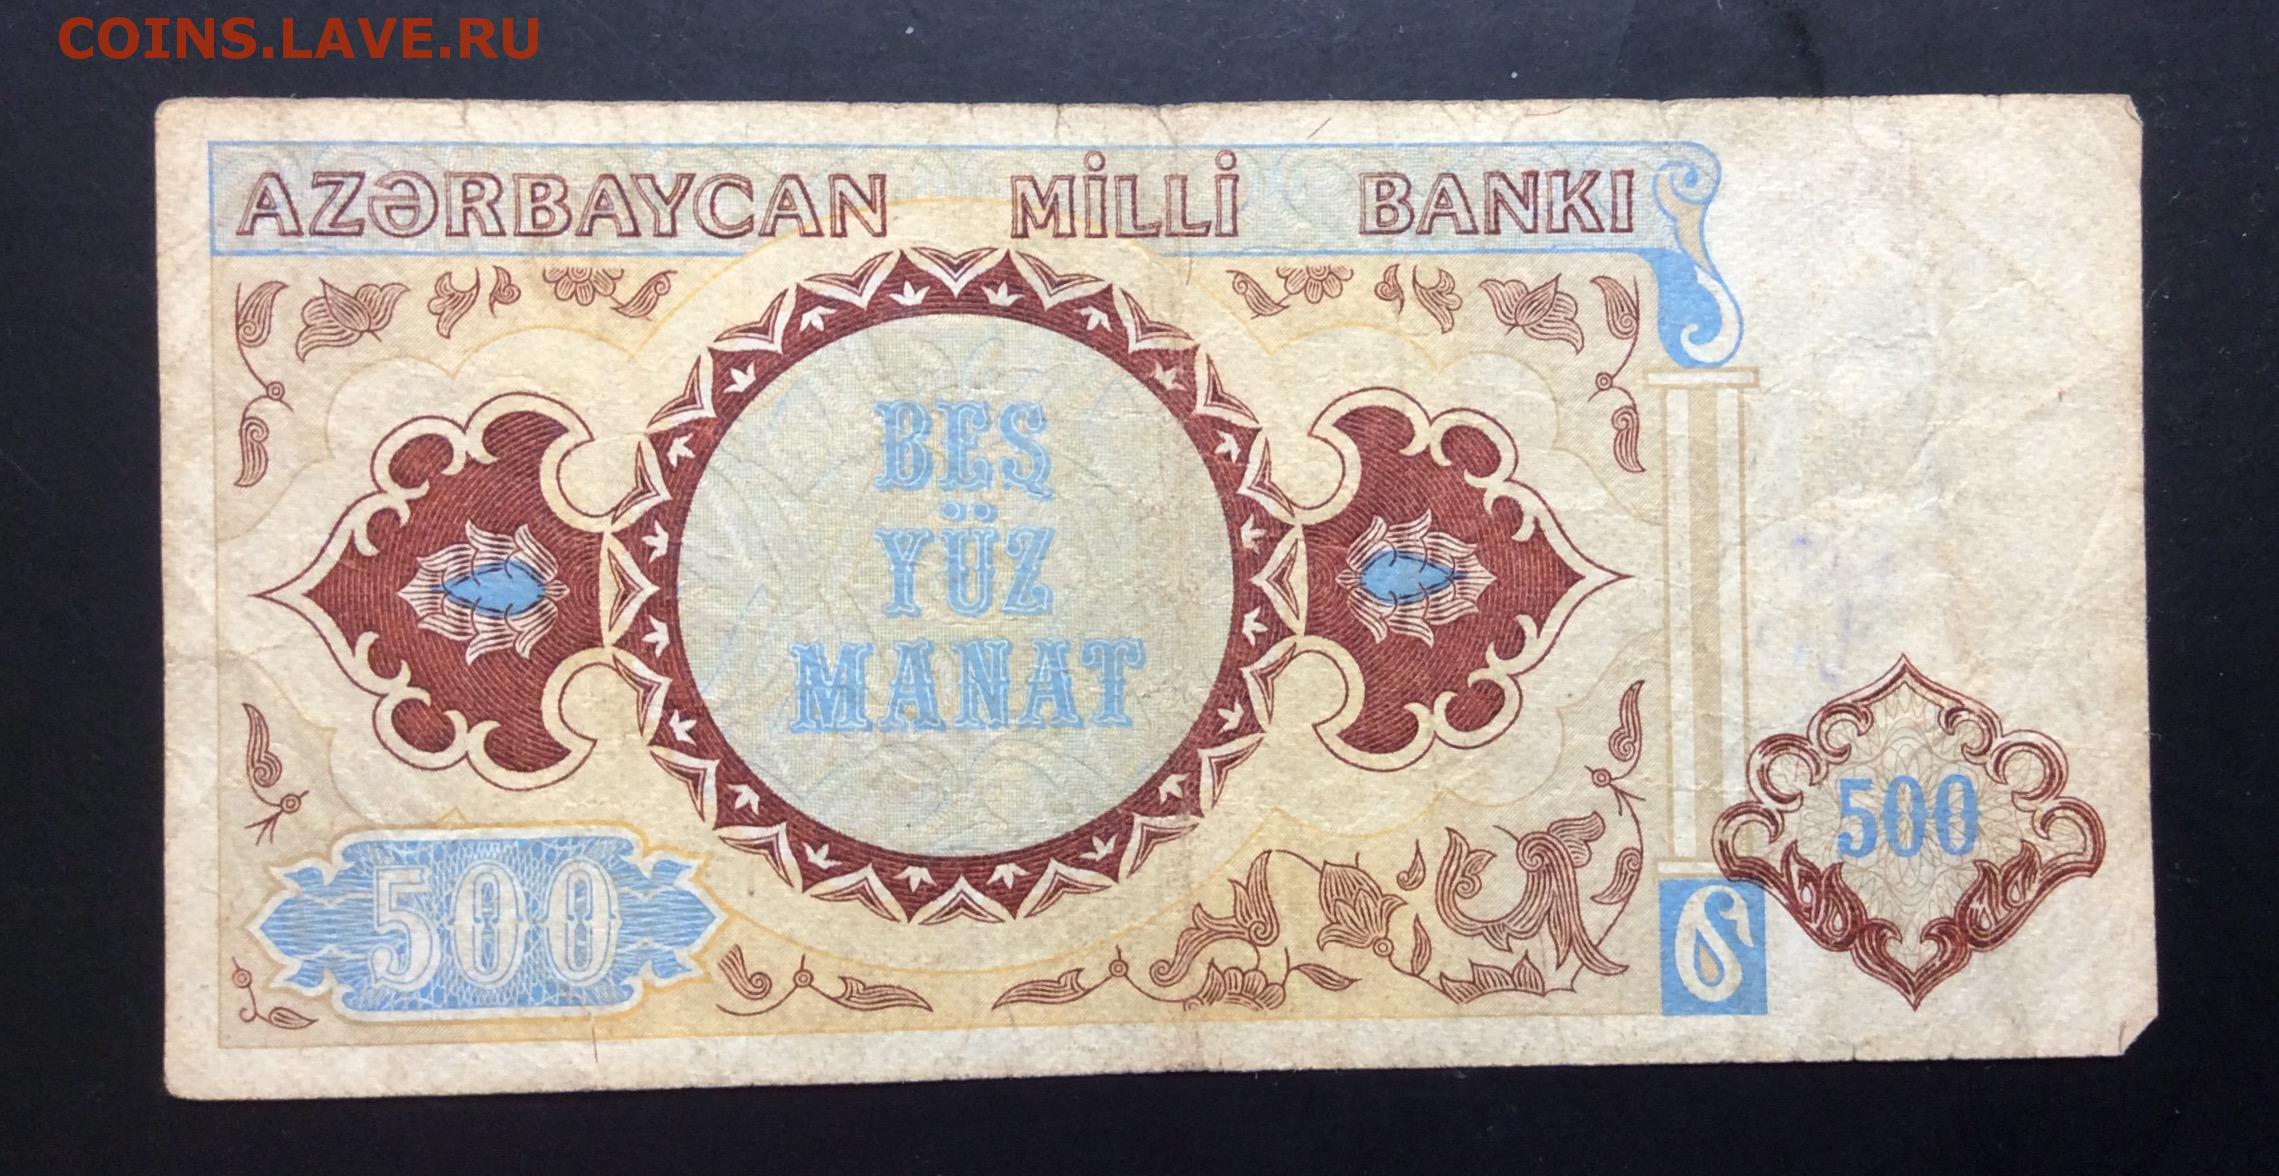 COINS.LAVE.RU
AZƏRBAYCAN MİLLİ BANKI
BEŞ
YÜZ
MANAT
500
500